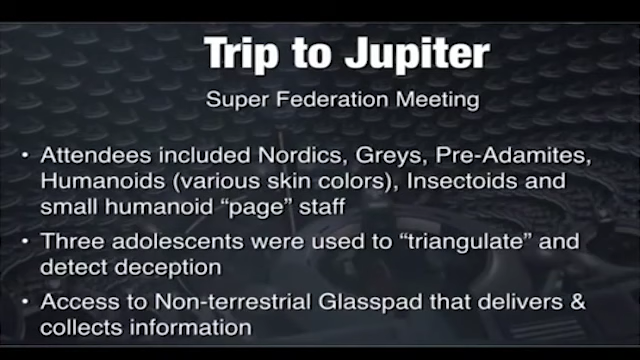 Trip to Jupiter
Super Federation Meeting
• Attendees included Nordics, Greys, Pre-Adamites,
Humanoids (various skin colors), Insectoids and
small humanoid “page” staff
• Three adolescents were used to “triangulate” and
detect deception
• Access to Non-terrestrial Glasspad that delivers &
collects information